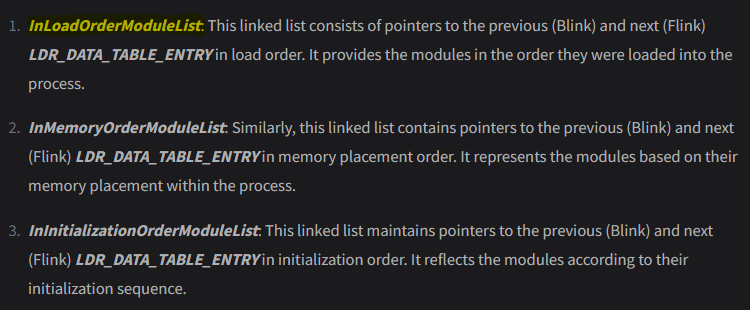 1. InLoadOrderModuleList: This linked list consists of pointers to the previous (Blink) and next (Flink)
LDR_DATA_TABLE_ENTRY in load order. It provides the modules in the order they were loaded into the
process.
2. InMemoryOrderModuleList: Similarly, this linked list contains pointers to the previous (Blink) and next
(Flink) LDR_DATA_TABLE_ENTRY in memory placement order. It represents the modules based on their
memory placement within the process.
3. InInitializationOrderModuleList: This linked list maintains pointers to the previous (Blink) and next
(Flink) LDR_DATA_TABLE_ENTRY in initialization order. It reflects the modules according to their
initialization sequence.